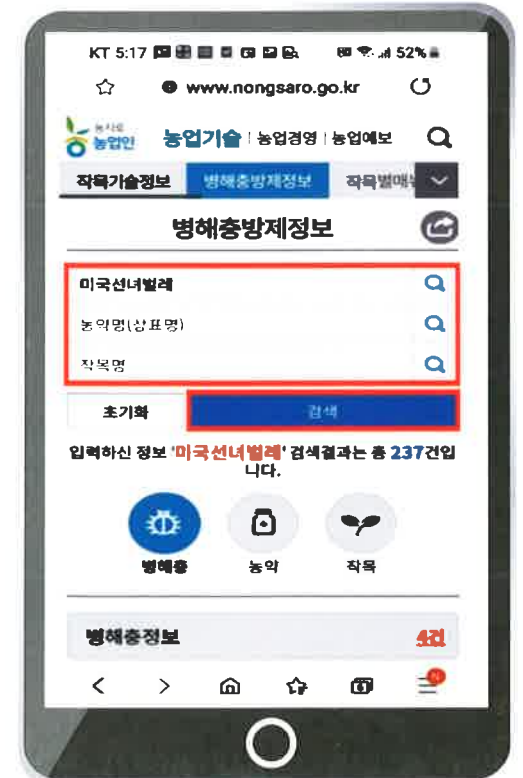 KT 5:17 52%
www.nongsaro.go.kr
농사로
농업인 농업기술 | 농업경영 | 농업예보
작목기술정보 병해충방제정보 작목별매뉴
병해충방제정보
미국선녀벌레
농약명(상표명)
작목명
초기화 검색
입력하신 정보 '미국선녀벌레' 검색결과는 총 237건입
니다.
병해충 농약 작목
병해충정보 4건
N